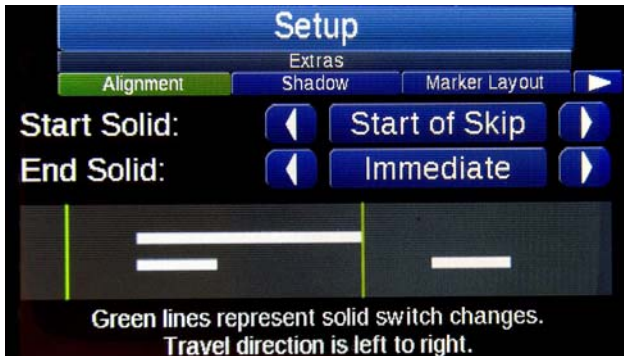 Setup
Extras
Alignment Shadow Marker Layout
Start Solid: Start of Skip
End Solid: Immediate
Green lines represent solid switch changes.
Travel direction is left to right.